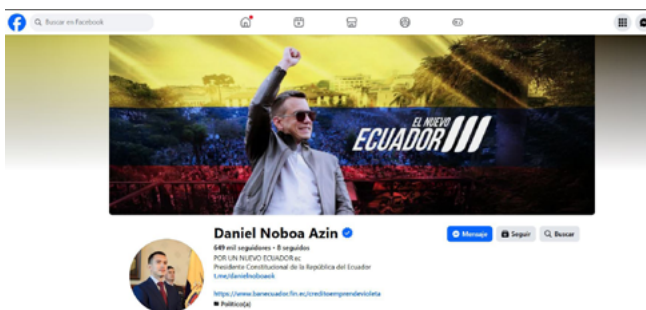 Buscar en Facebook
EL NUEVO
ECUADOR
Daniel Noboa Azin
Mensaje
Seguir
Buscar
649 mil seguidores • 8 seguidos
POR UN NUEVO ECUADOR ec
Presidente Constitucional de la República del Ecuador
t.me/danielnoboaok
https://www.banecuador.fin.ec/creditoemprendevioleta
Político(a)